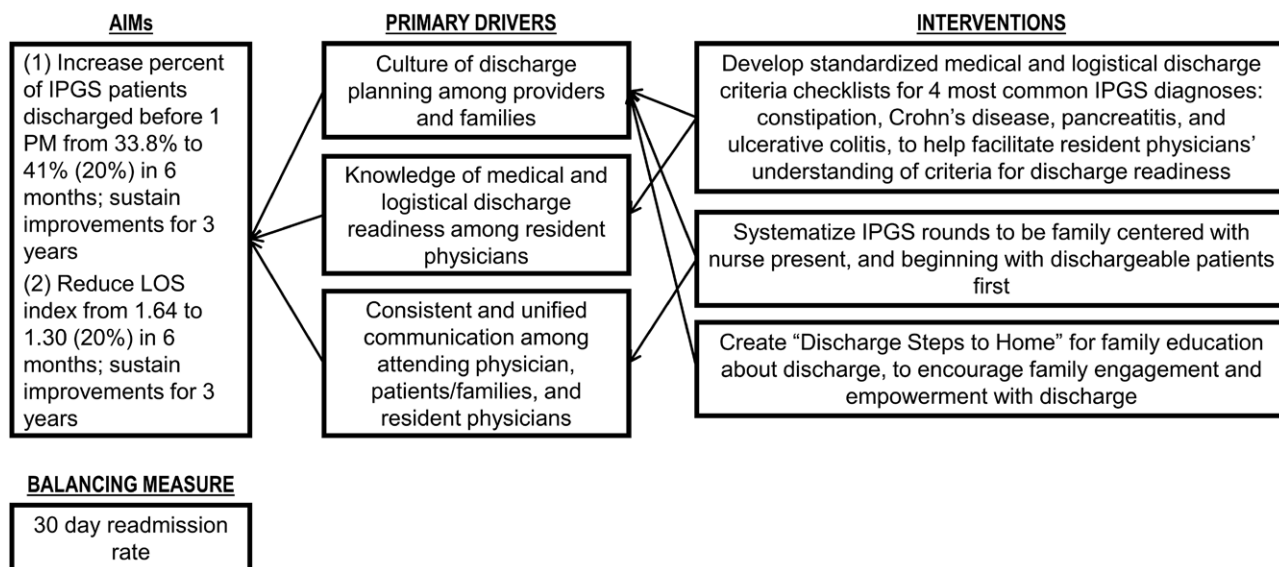 AIMs
(1) Increase percent
of IPGS patients
discharged before 1
PM from 33.8% to
41% (20%) in 6
months; sustain
improvements for 3
years
(2) Reduce LOS
index from 1.64 to
1.30 (20%) in 6
months; sustain
improvements for 3
years
BALANCING MEASURE
30 day readmission
rate
PRIMARY DRIVERS
Culture of discharge
planning among providers
and families
Knowledge of medical and
logistical discharge
readiness among resident
physicians
Consistent and unified
communication among
attending physician,
patients/families, and
resident physicians
INTERVENTIONS
Develop standardized medical and logistical discharge
criteria checklists for 4 most common IPGS diagnoses:
constipation, Crohn’s disease, pancreatitis, and
ulcerative colitis, to help facilitate resident physicians’
understanding of criteria for discharge readiness
Systematize IPGS rounds to be family centered with
nurse present, and beginning with dischargeable patients
first
Create “Discharge Steps to Home” for family education
about discharge, to encourage family engagement and
empowerment with discharge